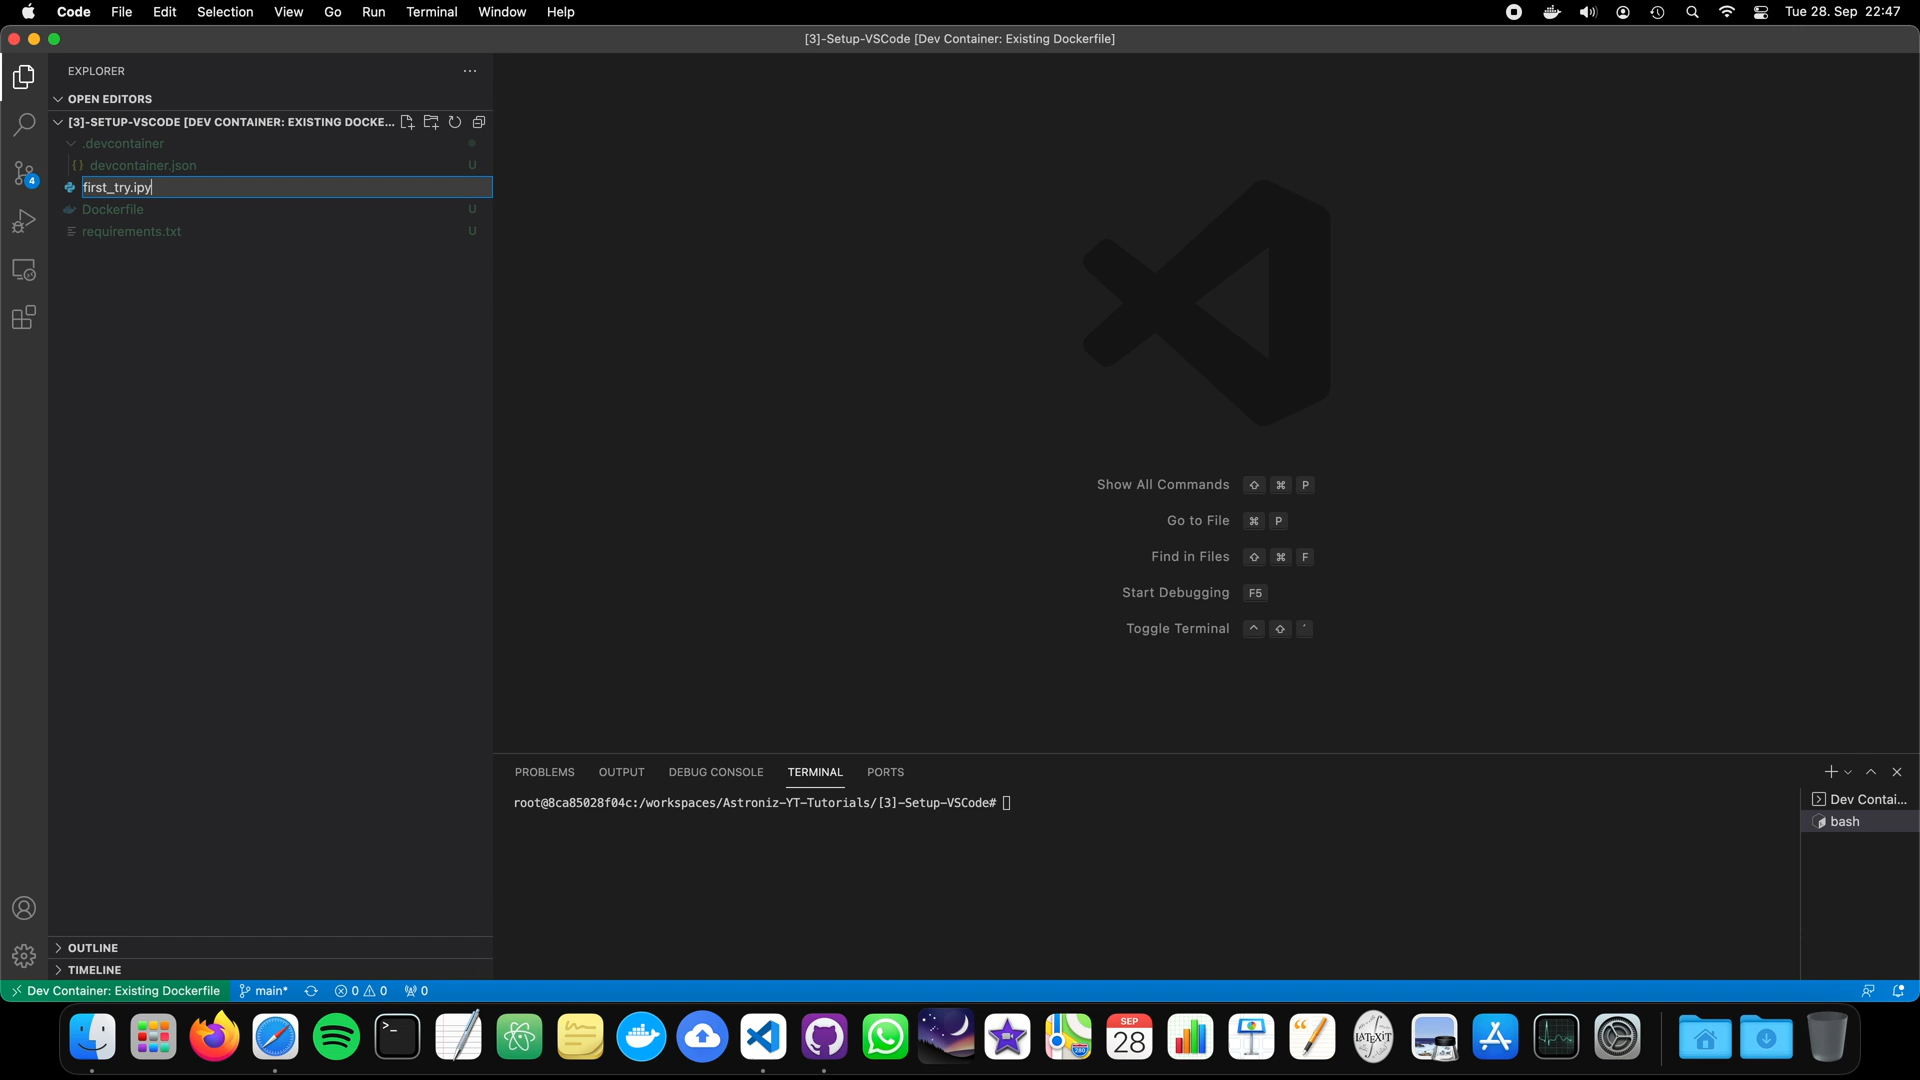 Code File Edit Selection View Go Run Terminal Window Help Tue 28. Sep 22:47
[3]-Setup-VSCode [Dev Container: Existing Dockerfile]
EXPLORER
OPEN EDITORS
[3]-SETUP-VSCODE [DEV CONTAINER: EXISTING DOCKE...
.devcontainer
{} devcontainer.json U
4
first_try.ipy
Dockerfile U
requirements.txt U
Show All Commands ⇧ ⌘ P
Go to File ⌘ P
Find in Files ⇧ ⌘ F
Start Debugging F5
Toggle Terminal ^ ⇧ ´
PROBLEMS OUTPUT DEBUG CONSOLE TERMINAL PORTS
root@8ca85028f04c:/workspaces/Astroniz-YT-Tutorials/[3]-Setup-VSCode#
Dev Contai...
bash
OUTLINE
TIMELINE
Dev Container: Existing Dockerfile main* 0 0 0
SEP
28
LATEXIT